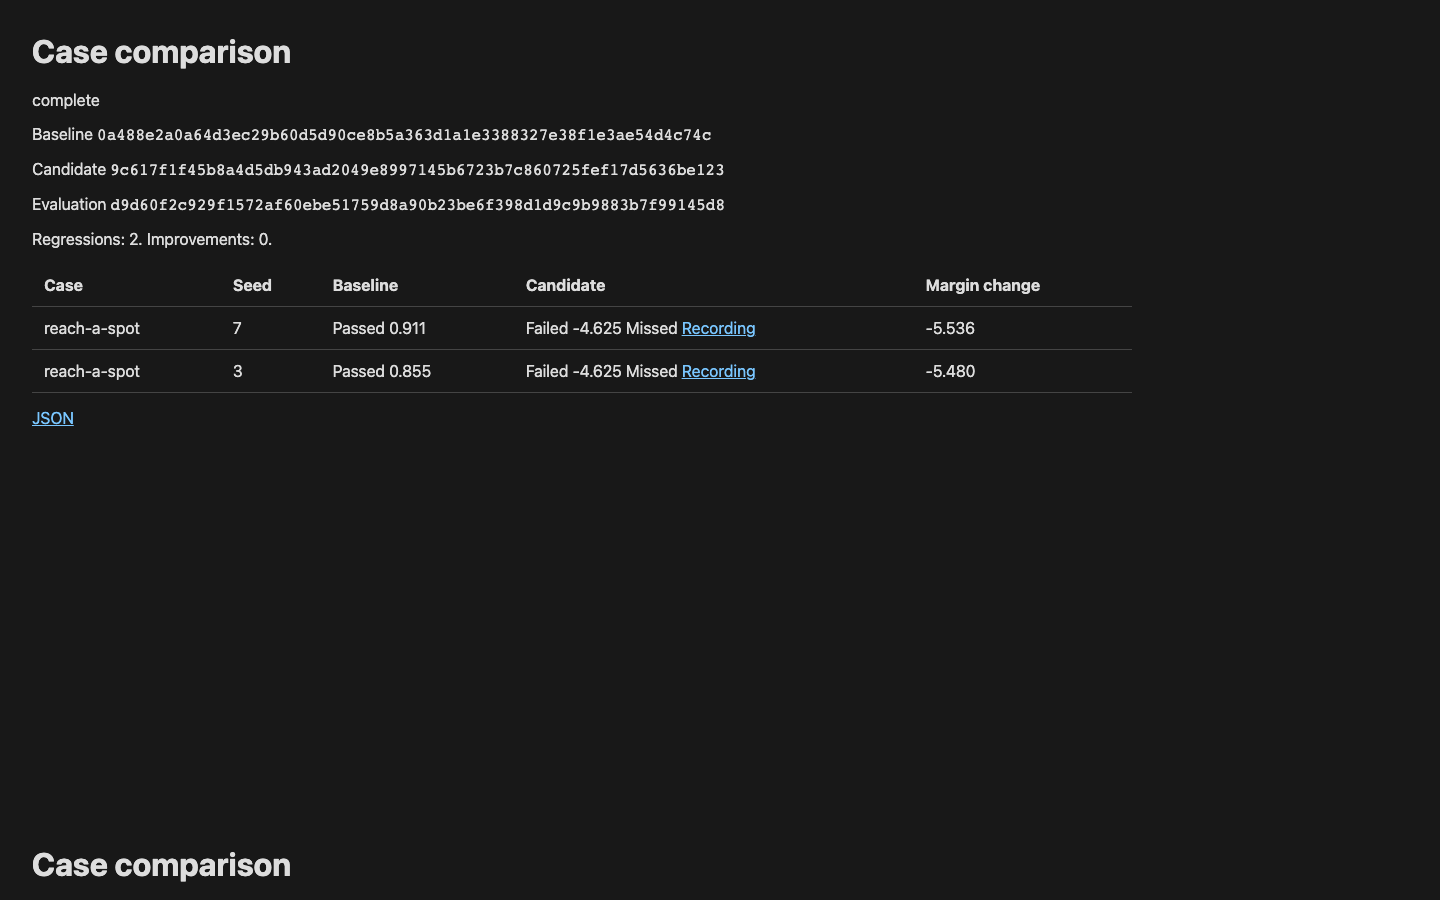 Case comparison
complete
Baseline 0a488e2a0a64d3ec29b60d5d90ce8b5a363d1a1e3388327e38f1e3ae54d4c74c
Candidate 9c617f1f45b8a4d5db943ad2049e8997145b6723b7c860725fef17d5636be123
Evaluation d9d60f2c929f1572af60ebe51759d8a90b23be6f398d1d9c9b9883b7f99145d8
Regressions: 2. Improvements: 0.
Case Seed Baseline Candidate Margin change
reach-a-spot 7 Passed 0.911 Failed -4.625 Missed Recording -5.536
reach-a-spot 3 Passed 0.855 Failed -4.625 Missed Recording -5.480
JSON
Case comparison